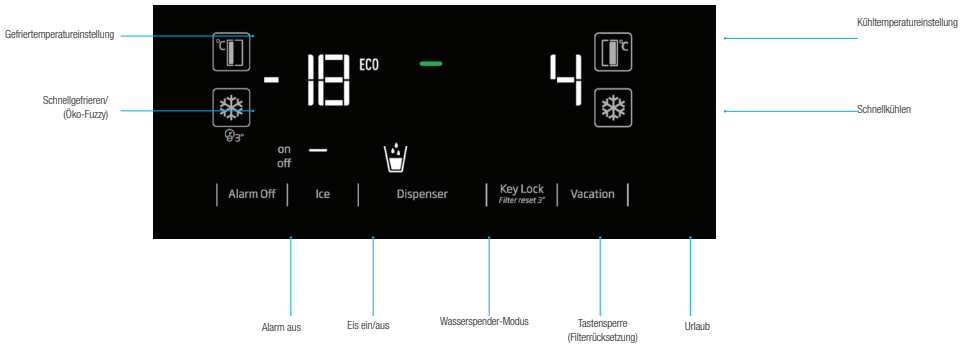 Gefriertemperatureinstellung
Kühltemperatureinstellung
°C
- 18 ECO
4
°C
Schnellgefrieren/
(Öko-Fuzzy)
Schnellkühlen
3"
on
off
Alarm Off
Ice
Dispenser
Key Lock
Filter reset 3"
Vacation
Alarm aus
Eis ein/aus
Wasserspender-Modus
Tastensperre
(Filterrücksetzung)
Urlaub